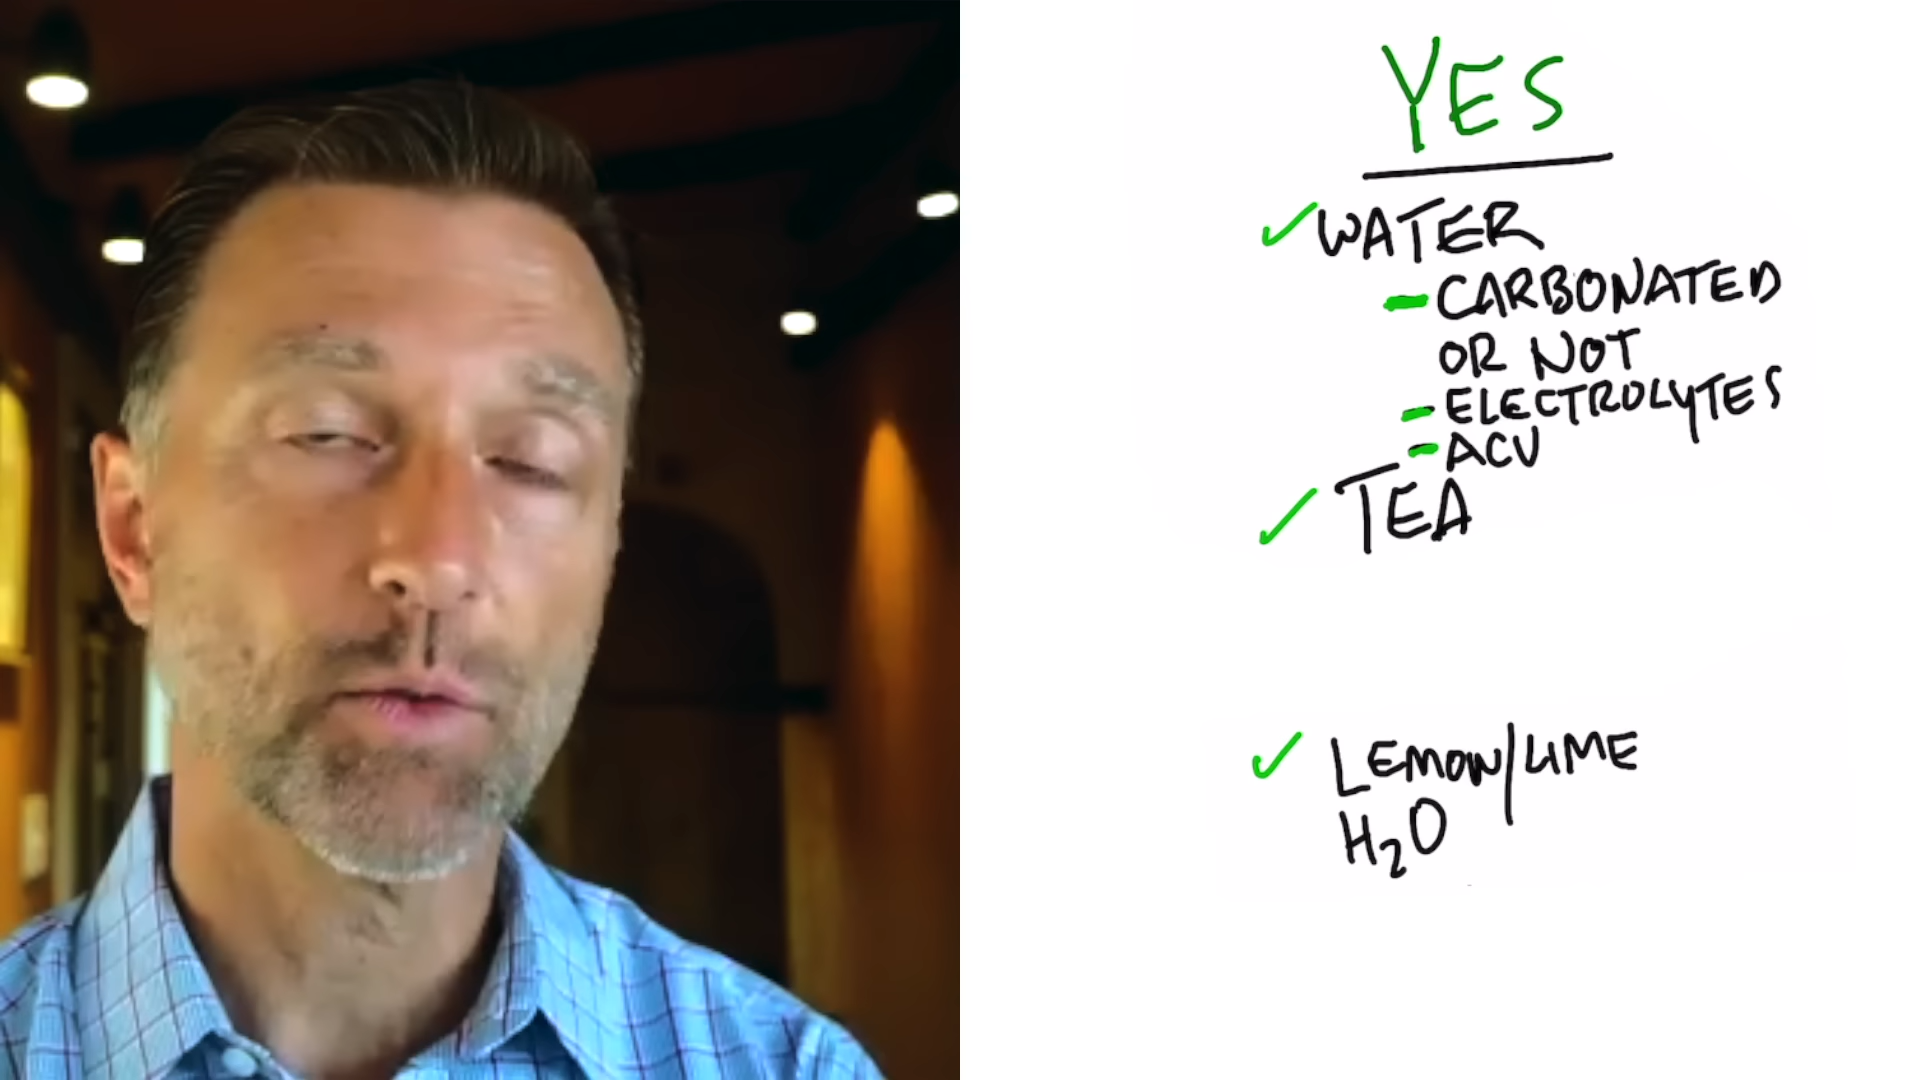 YES
✓ WATER
- CARBONATED
OR NOT
- ELECTROLYTES
- ACV
✓ TEA
✓ LEMON/LIME
H₂O